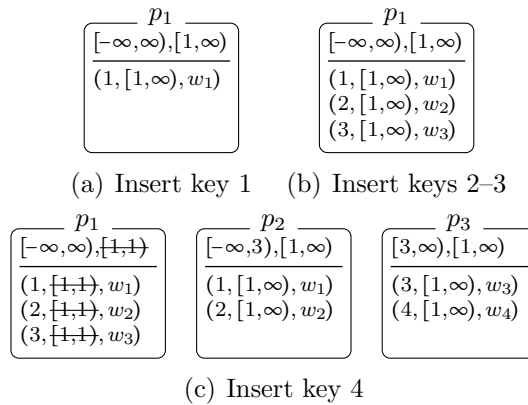 p₁ p₁
[-∞,∞),[1,∞) [-∞,∞),[1,∞)
(1,[1,∞),w₁) (1,[1,∞),w₁)
(2,[1,∞),w₂)
(3,[1,∞),w₃)
(a) Insert key 1 (b) Insert keys 2–3
p₁ p₂ p₃
[-∞,∞),[1,1) [-∞,3),[1,∞) [3,∞),[1,∞)
(1,[1,1),w₁) (1,[1,∞),w₁) (3,[1,∞),w₃)
(2,[1,1),w₂) (2,[1,∞),w₂) (4,[1,∞),w₄)
(3,[1,1),w₃)
(c) Insert key 4